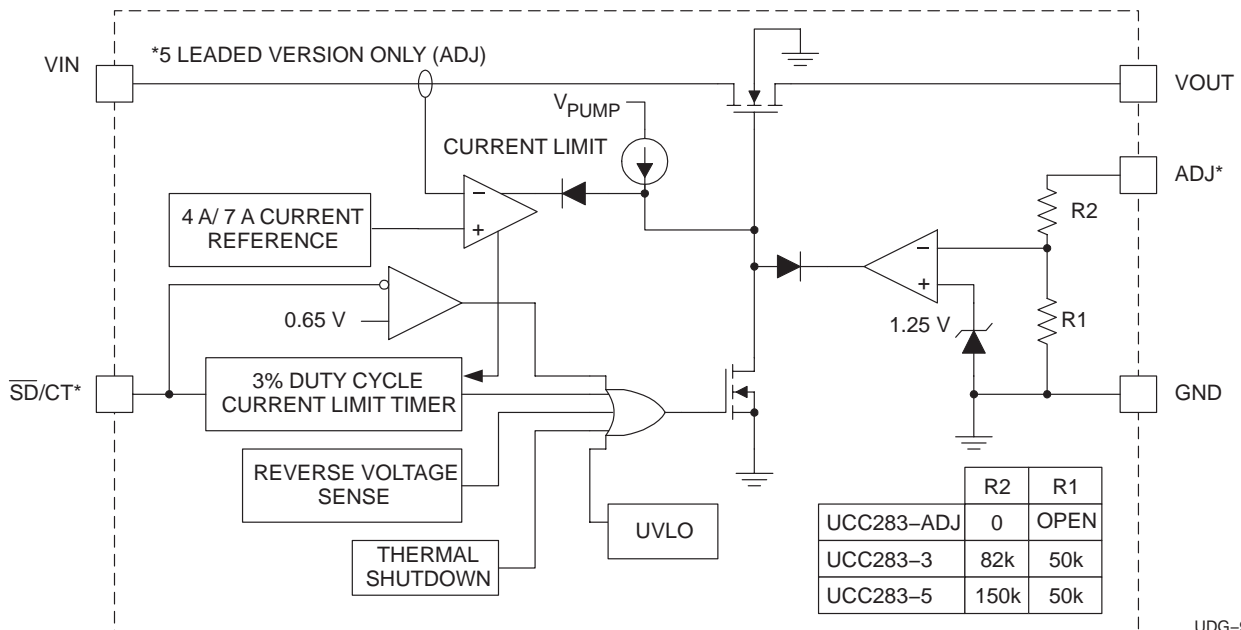 *5 LEADED VERSION ONLY (ADJ)
VIN
VOUT
VPUMP
CURRENT LIMIT
ADJ*
−
+
4 A/ 7 A CURRENT
REFERENCE
R2
−
+
0.65 V
1.25 V
R1
SD/CT*
3% DUTY CYCLE
CURRENT LIMIT TIMER
GND
REVERSE VOLTAGE
SENSE
UVLO
THERMAL
SHUTDOWN
R2 R1
UCC283−ADJ 0 OPEN
UCC283−3 82k 50k
UCC283−5 150k 50k